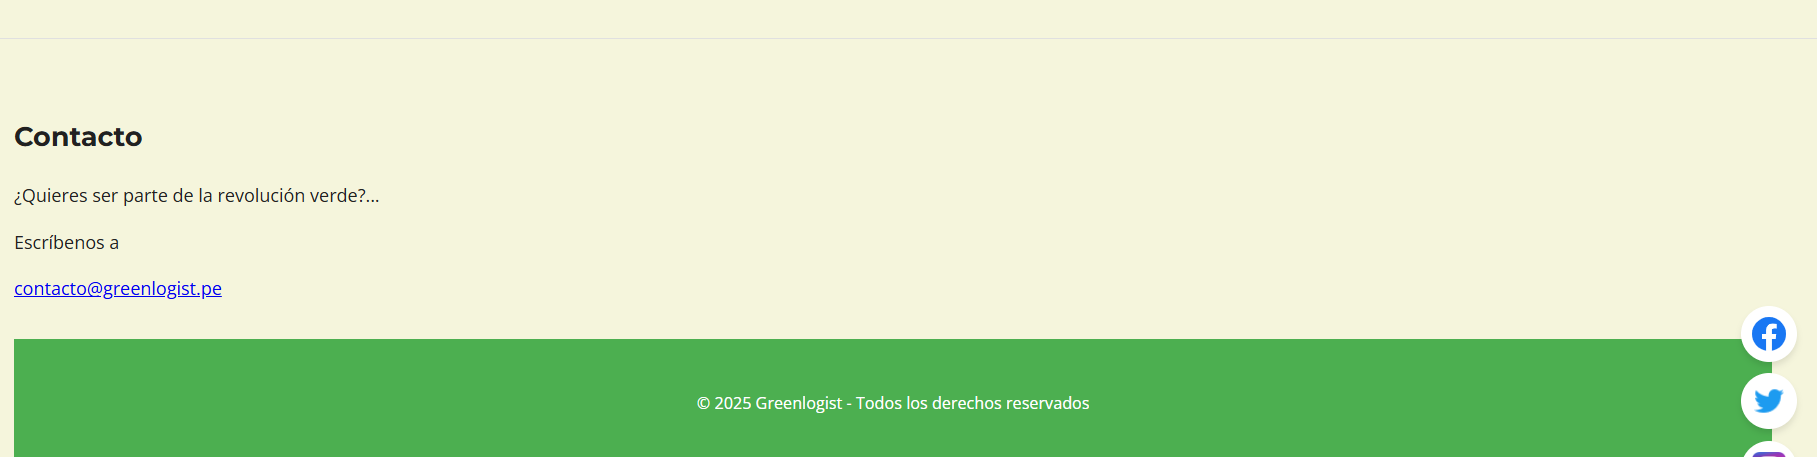 Contacto
¿Quieres ser parte de la revolución verde?...
Escríbenos a
contacto@greenlogist.pe
© 2025 Greenlogist - Todos los derechos reservados